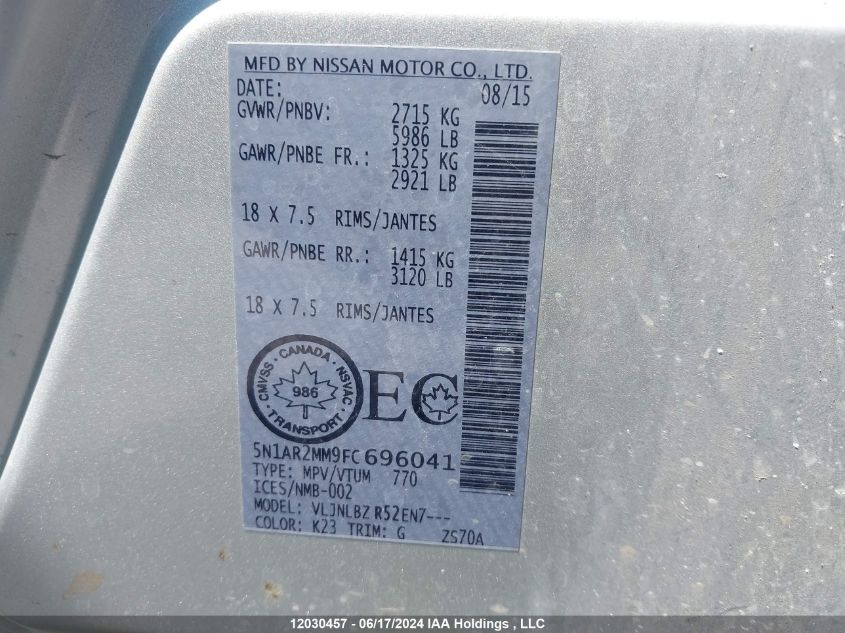 MFD BY NISSAN MOTOR CO., LTD.
DATE: 08/15
GVWR/PNBV: 2715 KG
5986 LB
GAWR/PNBE FR.: 1325 KG
2921 LB
18 X 7.5 RIMS/JANTES
GAWR/PNBE RR.: 1415 KG
3120 LB
18 X 7.5 RIMS/JANTES
CMVSS · CANADA · NSVAC
986
· TRANSPORT ·
EC
5N1AR2MM9FC696041
TYPE: MPV/VTUM 770
ICES/NMB-002
MODEL: VLJNLBZ R52EN7---
COLOR: K23 TRIM: G ZS70A
12030457 - 06/17/2024 IAA Holdings , LLC